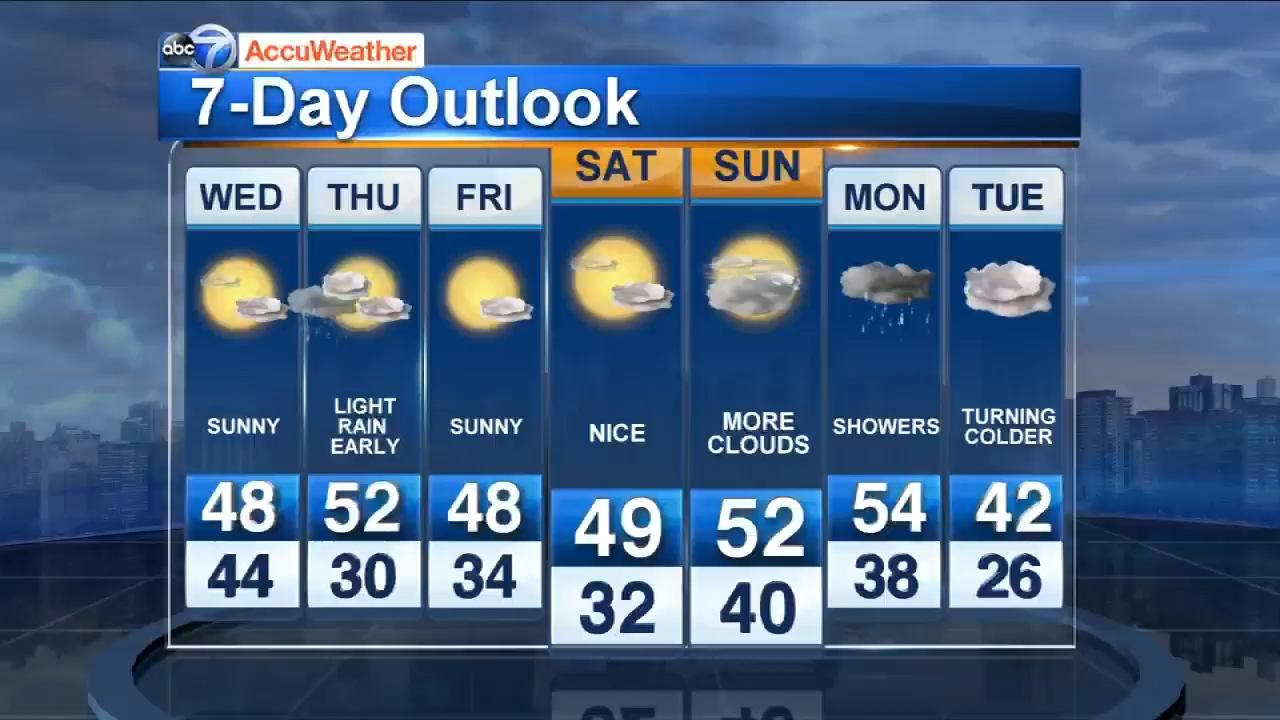 abc 7 AccuWeather
7-Day Outlook
WED THU FRI SAT SUN MON TUE
SUNNY
LIGHT
RAIN
EARLY
SUNNY
NICE
MORE
CLOUDS
SHOWERS
TURNING
COLDER
48 52 48 49 52 54 42
44 30 34 32 40 38 26